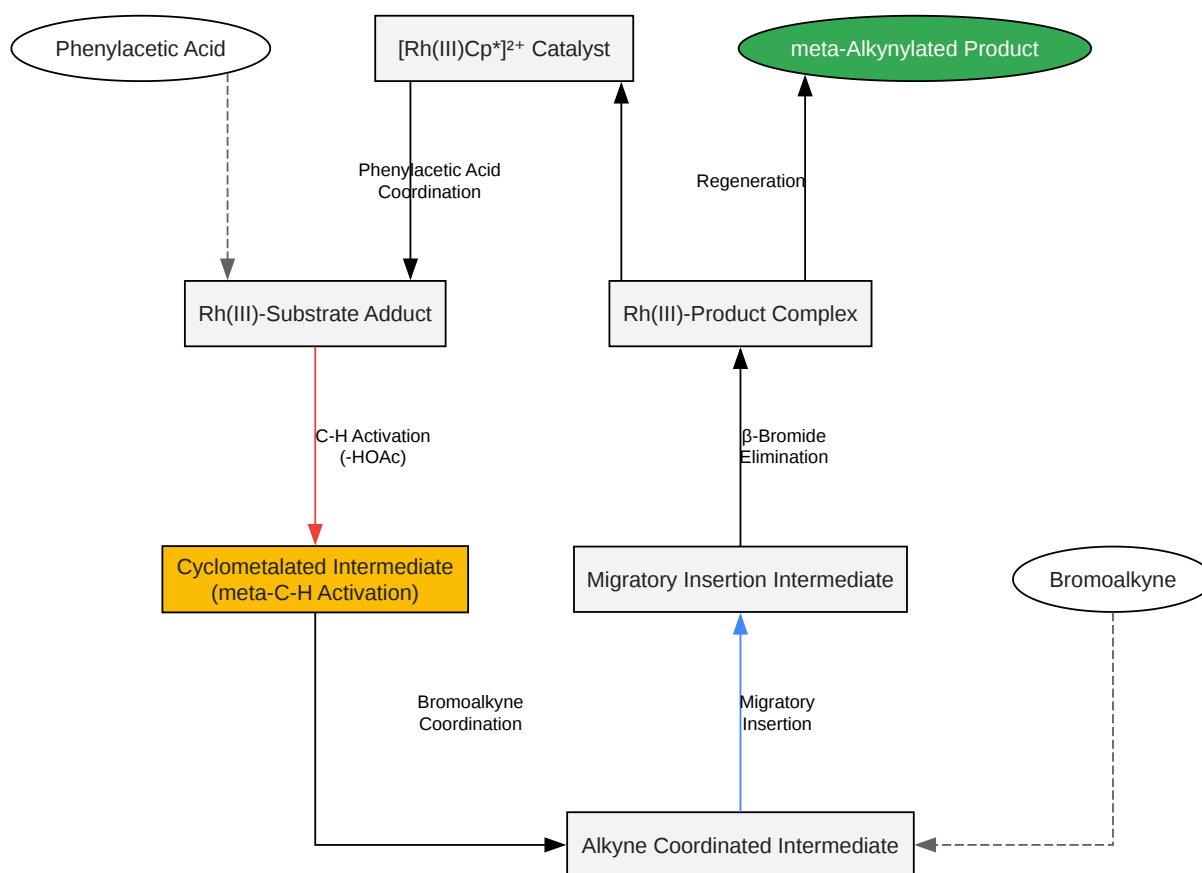 Phenylacetic Acid
[Rh(III)Cp*]²⁺ Catalyst
meta-Alkynylated Product
Phenylacetic Acid
Coordination
Regeneration
Rh(III)-Substrate Adduct
Rh(III)-Product Complex
C-H Activation
(-HOAc)
β-Bromide
Elimination
Cyclometalated Intermediate
(meta-C-H Activation)
Migratory Insertion Intermediate
Bromoalkyne
Bromoalkyne
Coordination
Migratory
Insertion
Alkyne Coordinated Intermediate